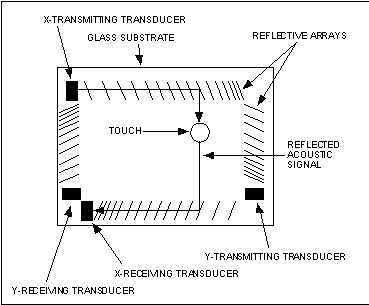 X-TRANSMITTING TRANSDUCER
GLASS SUBSTRATE
REFLECTIVE ARRAYS
TOUCH
REFLECTED
ACOUSTIC
SIGNAL
Y-TRANSMITTING TRANSDUCER
X-RECEIVING TRANSDUCER
Y-RECEIVING TRANSDUCER